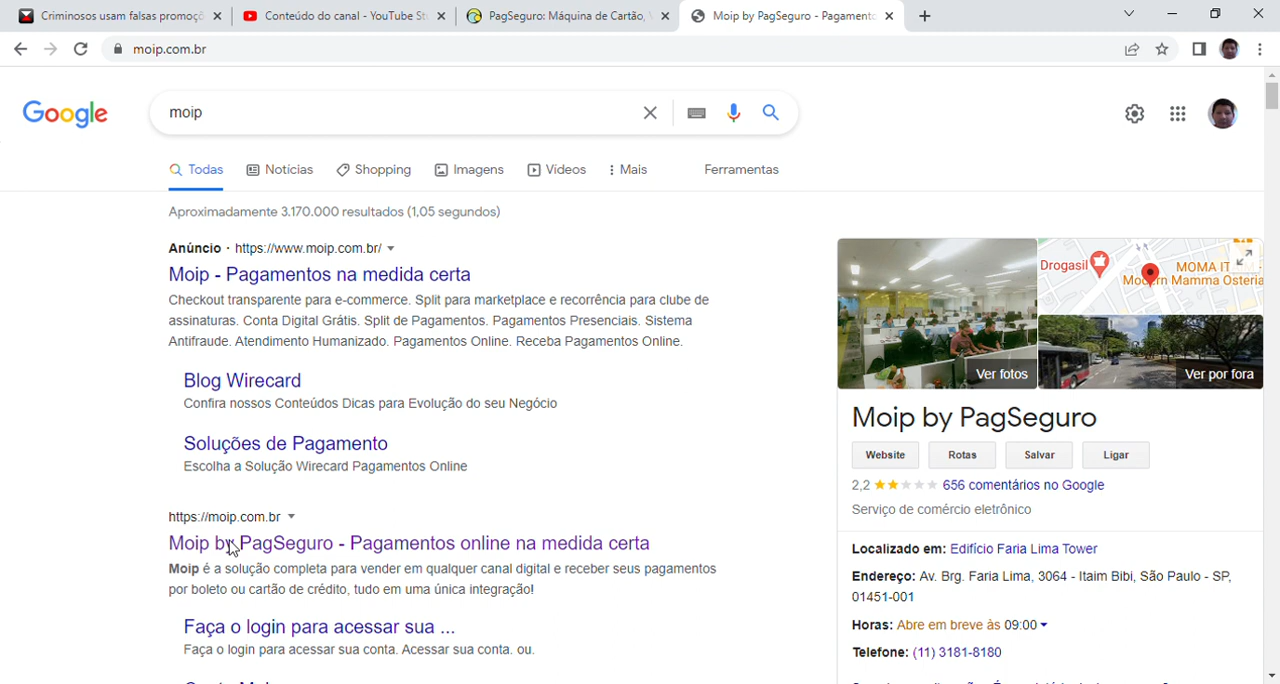 Criminosos usam falsas promoç
Conteúdo do canal - YouTube St
PagSeguro: Máquina de Cartão,
Moip by PagSeguro - Pagament
moip.com.br
Google
moip
Todas
Notícias
Shopping
Imagens
Vídeos
Mais
Ferramentas
Aproximadamente 3.170.000 resultados (1,05 segundos)
Anúncio · https://www.moip.com.br/
Moip - Pagamentos na medida certa
Checkout transparente para e-commerce. Split para marketplace e recorrência para clube de
assinaturas. Conta Digital Grátis. Split de Pagamentos. Pagamentos Presenciais. Sistema
Antifraude. Atendimento Humanizado. Pagamentos Online. Receba Pagamentos Online.
Blog Wirecard
Confira nossos Conteúdos Dicas para Evolução do seu Negócio
Soluções de Pagamento
Escolha a Solução Wirecard Pagamentos Online
https://moip.com.br
Moip by PagSeguro - Pagamentos online na medida certa
Moip é a solução completa para vender em qualquer canal digital e receber seus pagamentos
por boleto ou cartão de crédito, tudo em uma única integração!
Faça o login para acessar sua ...
Faça o login para acessar sua conta. Acessar sua conta. ou.
Drogasil
MOMA
Modern Mamma Osteria
Ver fotos
Ver por fora
Moip by PagSeguro
Website
Rotas
Salvar
Ligar
2,2 656 comentários no Google
Serviço de comércio eletrônico
Localizado em: Edifício Faria Lima Tower
Endereço: Av. Brg. Faria Lima, 3064 - Itaim Bibi, São Paulo - SP,
01451-001
Horas: Abre em breve às 09:00
Telefone: (11) 3181-8180